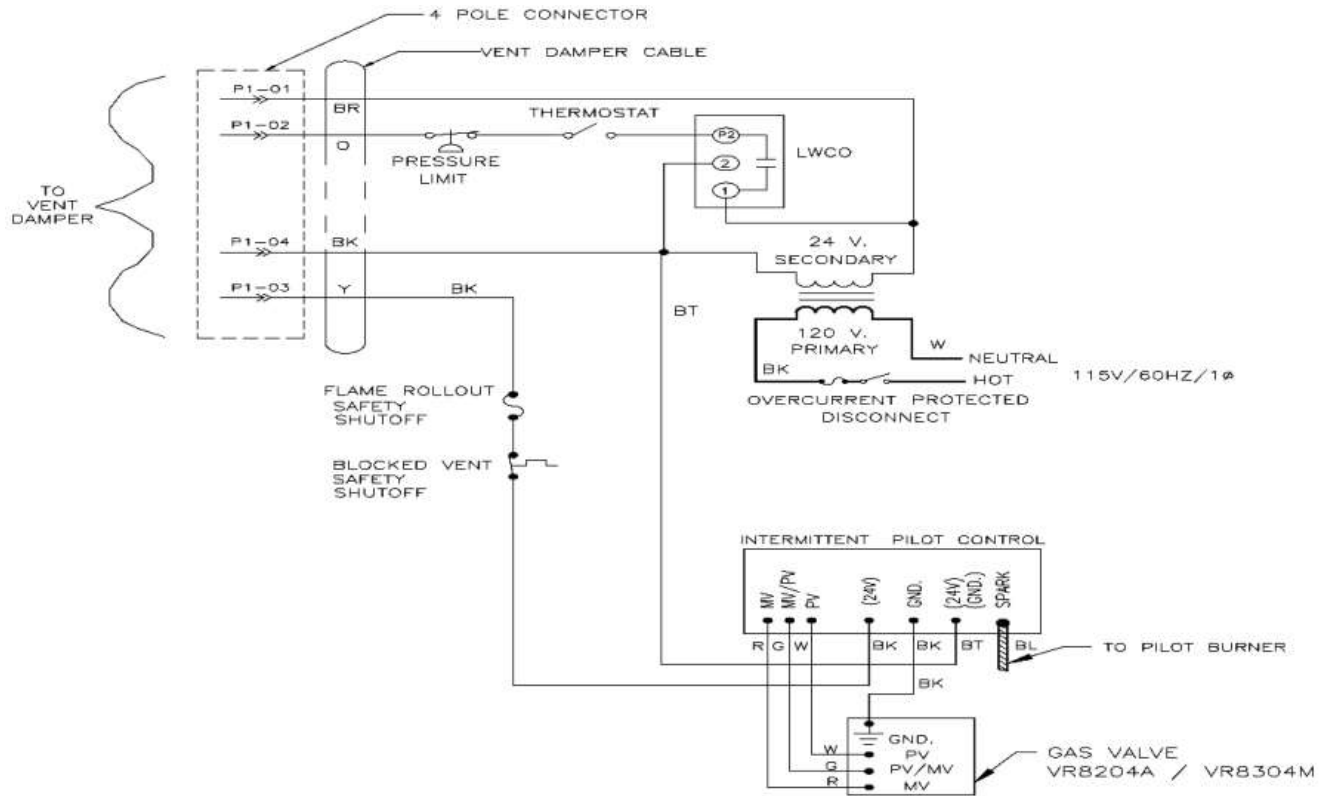 4 POLE CONNECTOR
VENT DAMPER CABLE
P1-01
BR
THERMOSTAT
P1-02
O
PRESSURE
LIMIT
P2
2
1
LWCO
TO
VENT
DAMPER
P1-04
BK
24 V.
SECONDARY
P1-03
Y
BK
BT
120 V.
PRIMARY
W
NEUTRAL
BK
HOT
115V/60HZ/1ø
OVERCURRENT PROTECTED
DISCONNECT
FLAME ROLLOUT
SAFETY
SHUTOFF
BLOCKED VENT
SAFETY
SHUTOFF
INTERMITTENT PILOT CONTROL
MV
MV/PV
PV
(24V)
GND.
(24V)
(GND.)
SPARK
R G W
BK
BK
BT
BL
TO PILOT BURNER
BK
GND.
W
PV
G
PV/MV
R
MV
GAS VALVE
VR8204A / VR8304M